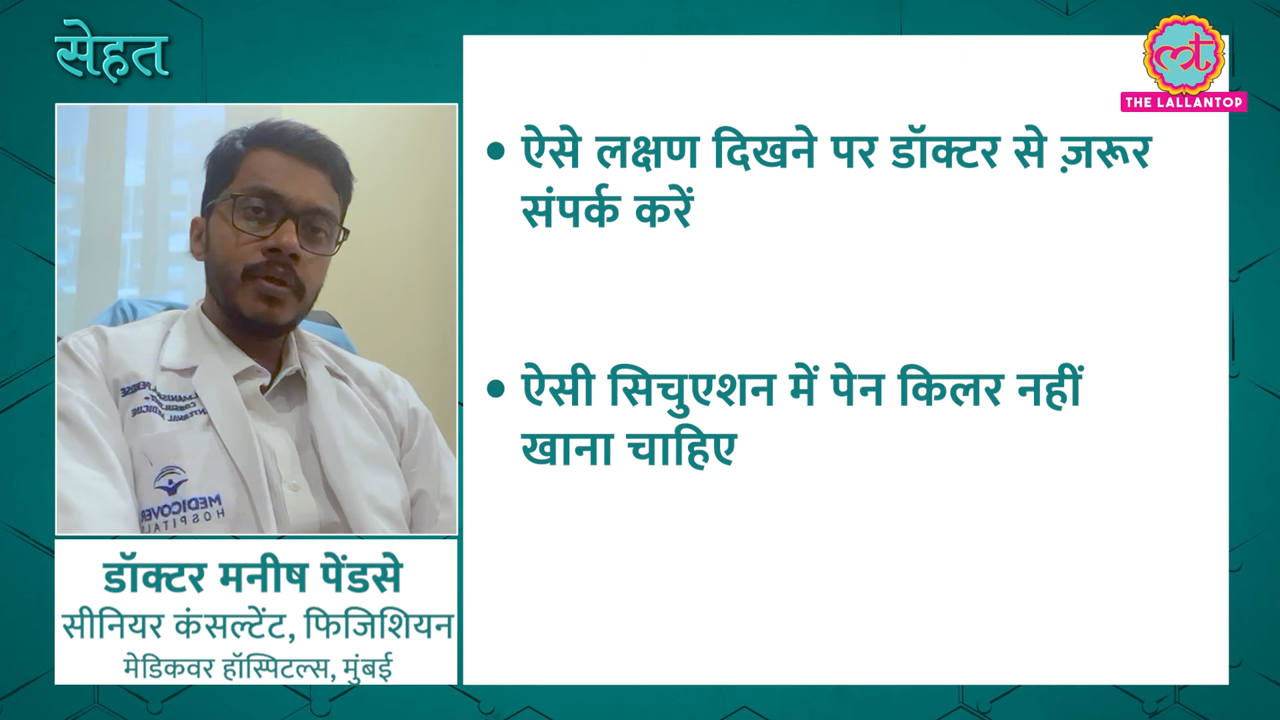 सेहत
THE LALLANTOP
• ऐसे लक्षण दिखने पर डॉक्टर से ज़रूर
संपर्क करें
• ऐसी सिचुएशन में पेन किलर नहीं
खाना चाहिए
MEDICOVER
HOSPITALS
डॉक्टर मनीष पेंडसे
सीनियर कंसल्टेंट, फिजिशियन
मेडिकवर हॉस्पिटल्स, मुंबई